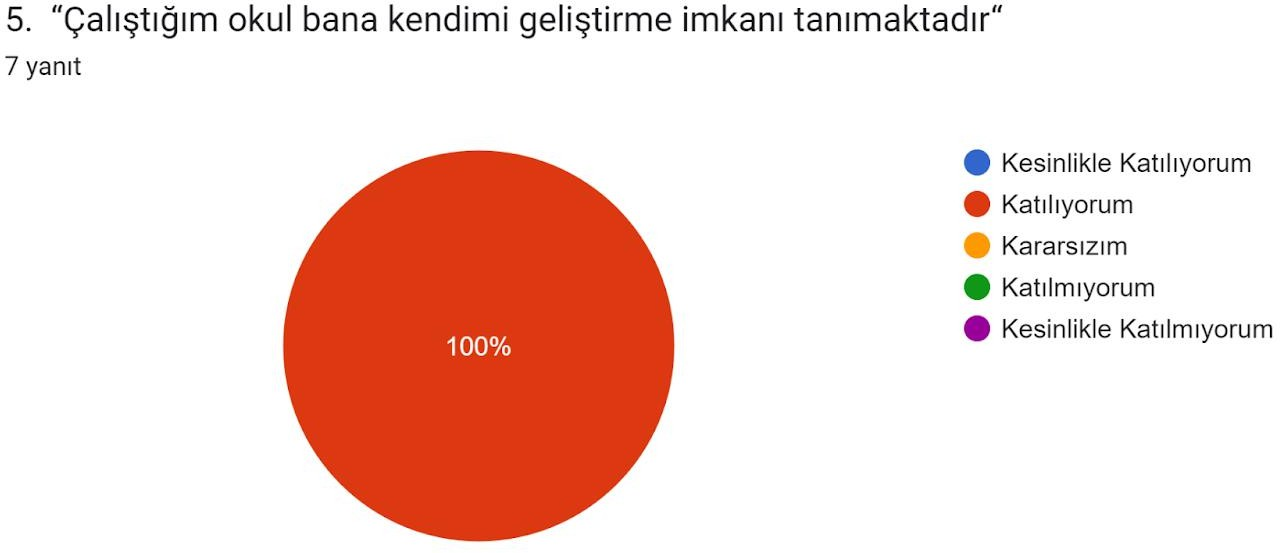 5. “Çalıştığım okul bana kendimi geliştirme imkanı tanımaktadır“
7 yanıt
100%
Kesinlikle Katılıyorum
Katılıyorum
Kararsızım
Katılmıyorum
Kesinlikle Katılmıyorum